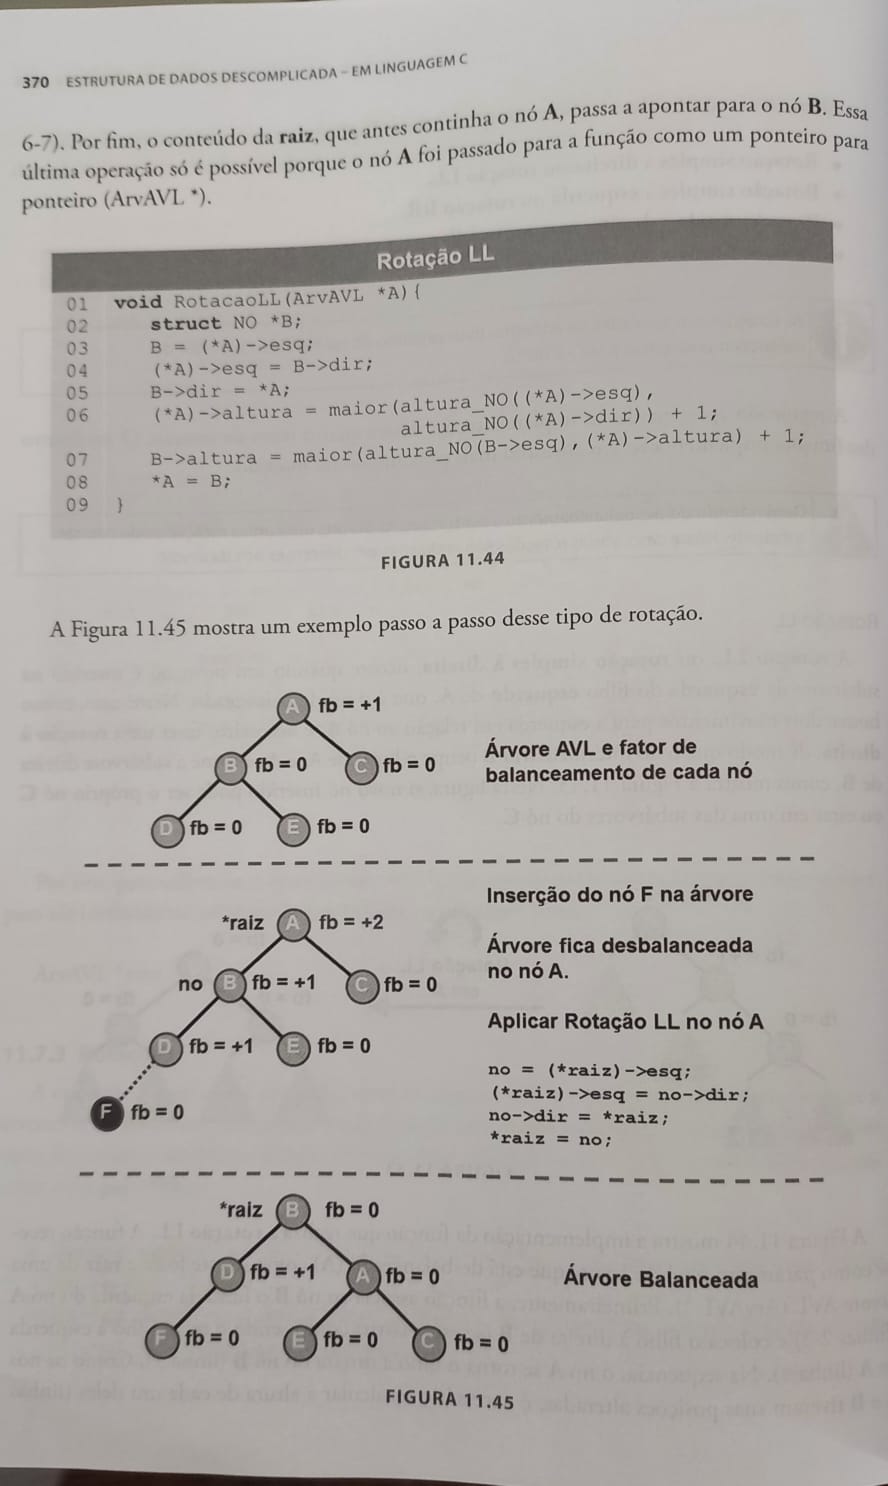 370 ESTRUTURA DE DADOS DESCOMPLICADA – EM LINGUAGEM C
6-7). Por fim, o conteúdo da raiz, que antes continha o nó A, passa a apontar para o nó B. Essa
última operação só é possível porque o nó A foi passado para a função como um ponteiro para
ponteiro (ArvAVL *).
Rotação LL
01 void RotacaoLL(ArvAVL *A){
02 struct NO *B;
03 B = (*A)->esq;
04 (*A)->esq = B->dir;
05 B->dir = *A;
06 (*A)->altura = maior(altura_NO((*A)->esq),
altura_NO((*A)->dir)) + 1;
07 B->altura = maior(altura_NO(B->esq),(*A)->altura) + 1;
08 *A = B;
09 }
FIGURA 11.44
A Figura 11.45 mostra um exemplo passo a passo desse tipo de rotação.
A fb = +1
B fb = 0 C fb = 0
Árvore AVL e fator de
balanceamento de cada nó
D fb = 0 E fb = 0
Inserção do nó F na árvore
*raiz A fb = +2
Árvore fica desbalanceada
no nó A.
no B fb = +1 C fb = 0
Aplicar Rotação LL no nó A
D fb = +1 E fb = 0
no = (*raiz)->esq;
(*raiz)->esq = no->dir;
no->dir = *raiz;
*raiz = no;
F fb = 0
*raiz B fb = 0
D fb = +1 A fb = 0
Árvore Balanceada
F fb = 0 E fb = 0 C fb = 0
FIGURA 11.45